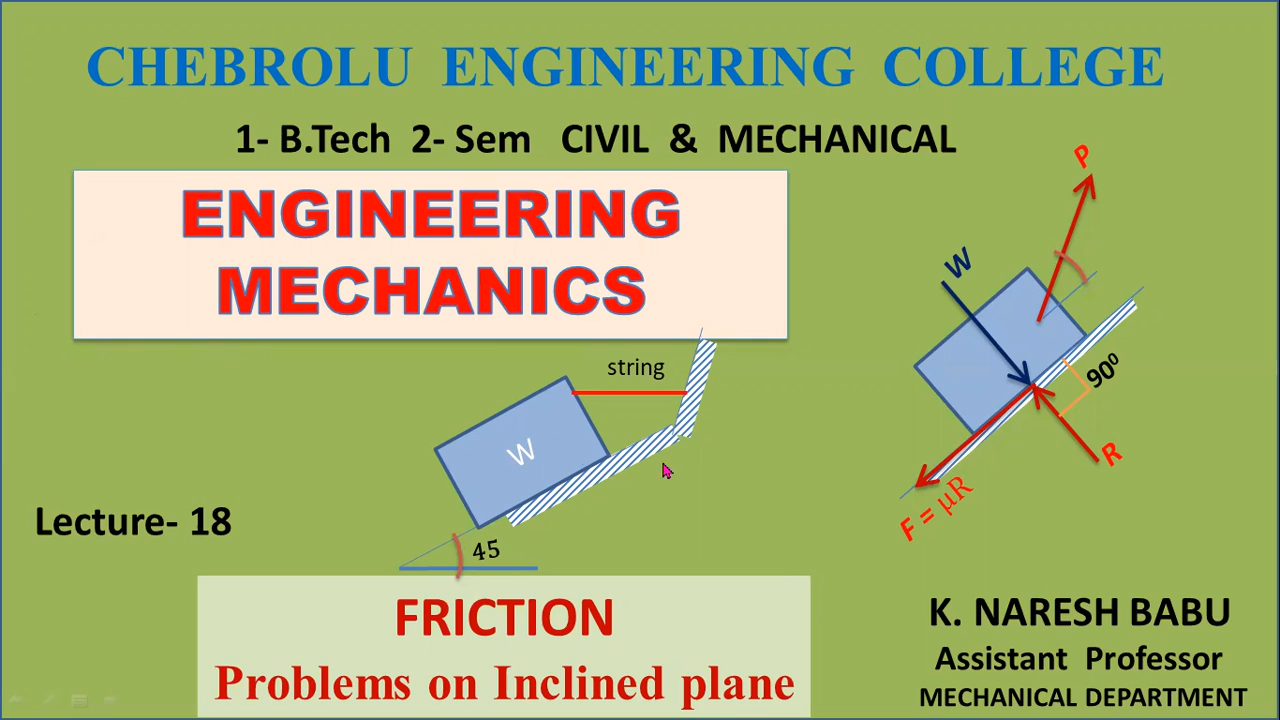 CHEBROLU ENGINEERING COLLEGE
1- B.Tech 2- Sem CIVIL & MECHANICAL
ENGINEERING
MECHANICS
P
W
string
90⁰
W
R
F = μR
Lecture- 18
45
FRICTION
Problems on Inclined plane
K. NARESH BABU
Assistant Professor
MECHANICAL DEPARTMENT